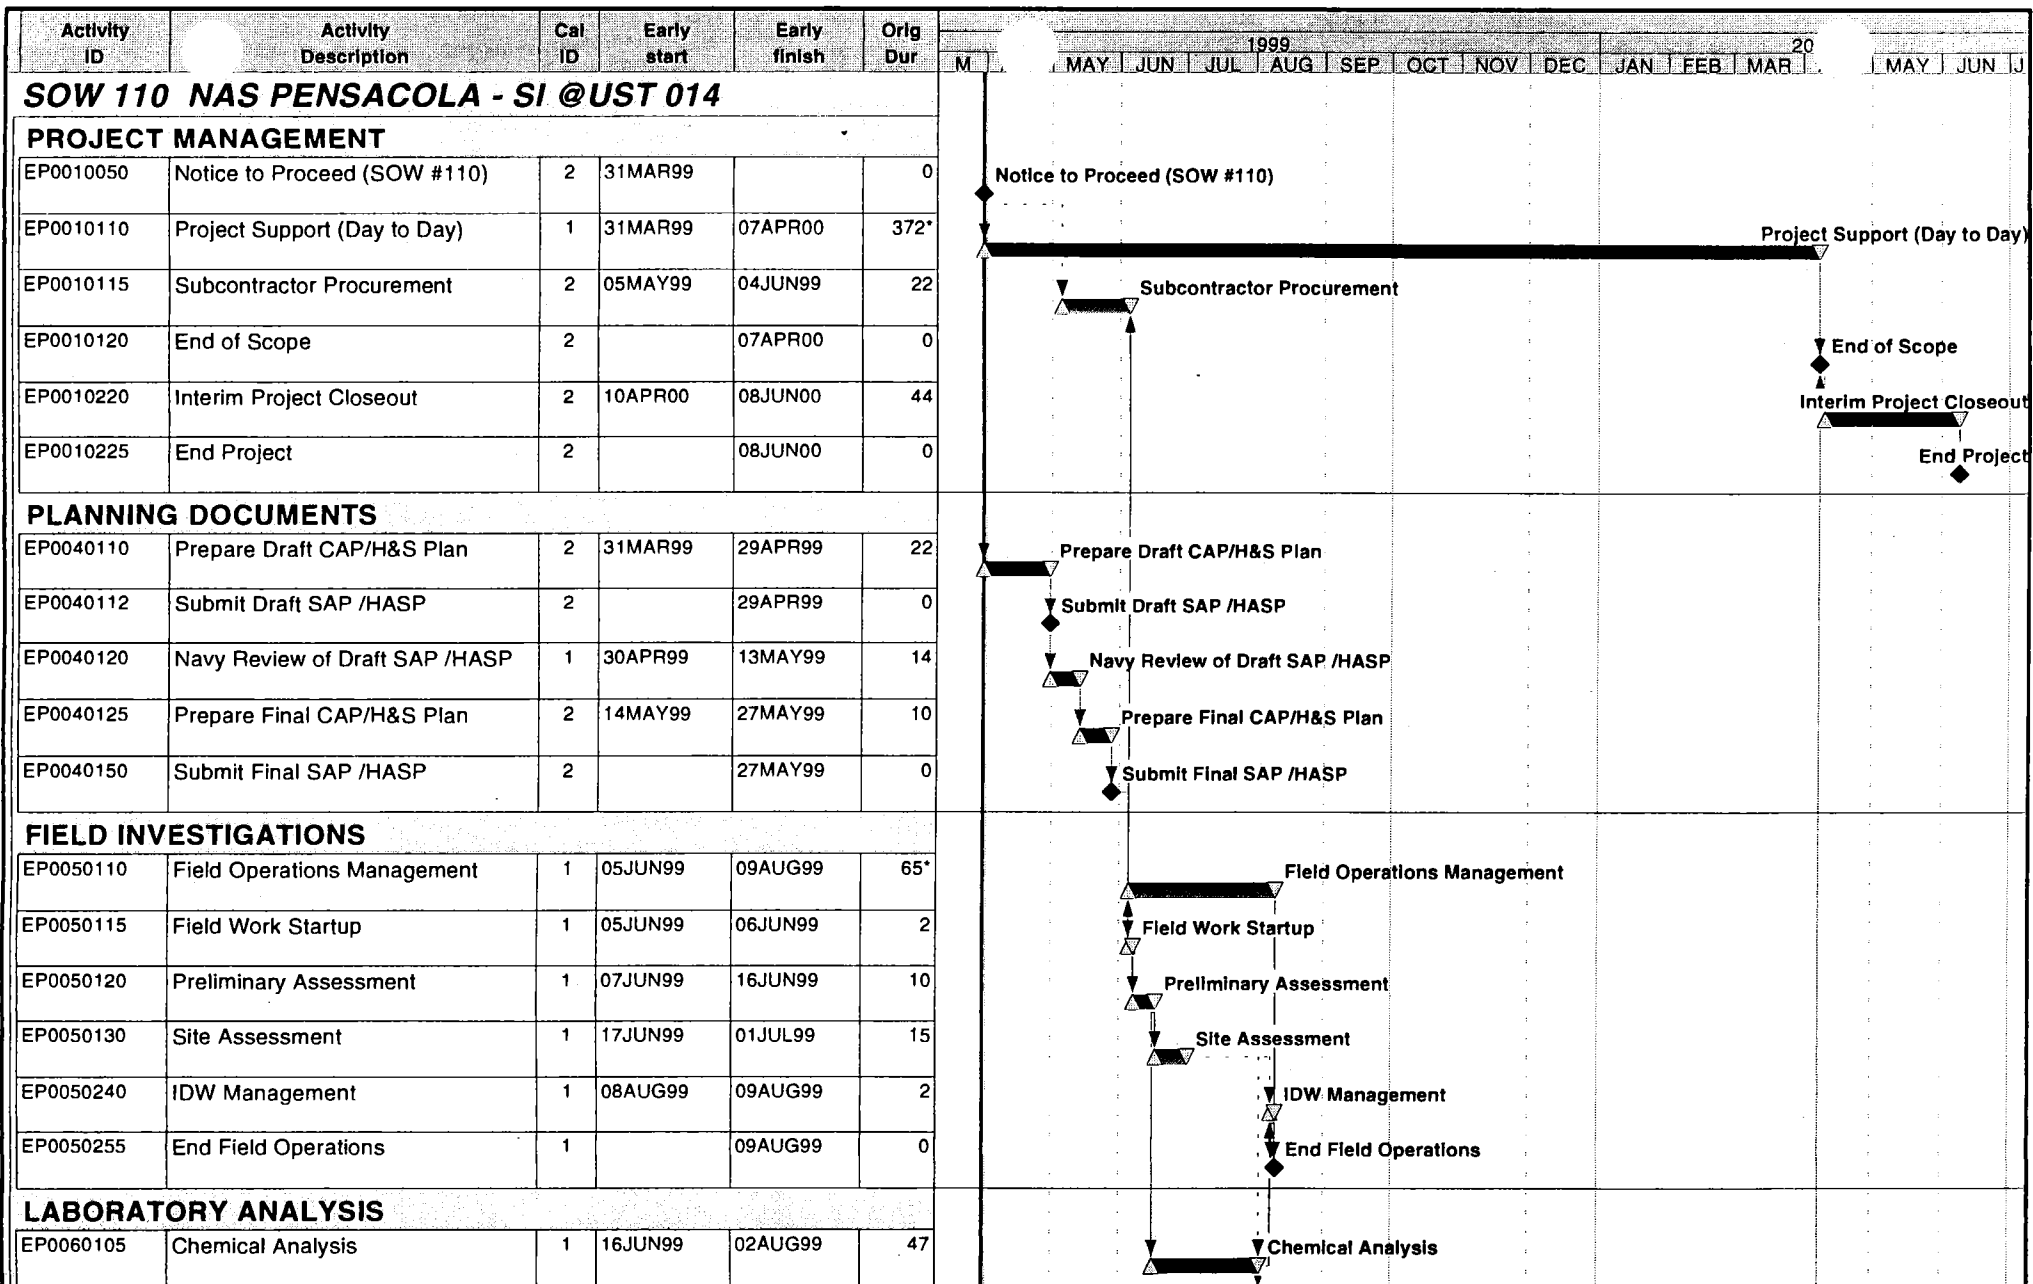 Activity ID Activity Description Cal ID Early start Early finish Orig Dur
1999 20
M MAY JUN JUL AUG SEP OCT NOV DEC JAN FEB MAR MAY JUN J
SOW 110 NAS PENSACOLA - SI @UST 014
PROJECT MANAGEMENT
EP0010050 Notice to Proceed (SOW #110) 2 31MAR99 0 Notice to Proceed (SOW #110)
EP0010110 Project Support (Day to Day) 1 31MAR99 07APR00 372* Project Support (Day to Day)
EP0010115 Subcontractor Procurement 2 05MAY99 04JUN99 22 Subcontractor Procurement
EP0010120 End of Scope 2 07APR00 0 End of Scope
EP0010220 Interim Project Closeout 2 10APR00 08JUN00 44 Interim Project Closeout
EP0010225 End Project 2 08JUN00 0 End Project
PLANNING DOCUMENTS
EP0040110 Prepare Draft CAP/H&S Plan 2 31MAR99 29APR99 22 Prepare Draft CAP/H&S Plan
EP0040112 Submit Draft SAP /HASP 2 29APR99 0 Submit Draft SAP /HASP
EP0040120 Navy Review of Draft SAP /HASP 1 30APR99 13MAY99 14 Navy Review of Draft SAP /HASP
EP0040125 Prepare Final CAP/H&S Plan 2 14MAY99 27MAY99 10 Prepare Final CAP/H&S Plan
EP0040150 Submit Final SAP /HASP 2 27MAY99 0 Submit Final SAP /HASP
FIELD INVESTIGATIONS
EP0050110 Field Operations Management 1 05JUN99 09AUG99 65* Field Operations Management
EP0050115 Field Work Startup 1 05JUN99 06JUN99 2 Field Work Startup
EP0050120 Preliminary Assessment 1 07JUN99 16JUN99 10 Preliminary Assessment
EP0050130 Site Assessment 1 17JUN99 01JUL99 15 Site Assessment
EP0050240 IDW Management 1 08AUG99 09AUG99 2 IDW Management
EP0050255 End Field Operations 1 09AUG99 0 End Field Operations
LABORATORY ANALYSIS
EP0060105 Chemical Analysis 1 16JUN99 02AUG99 47 Chemical Analysis